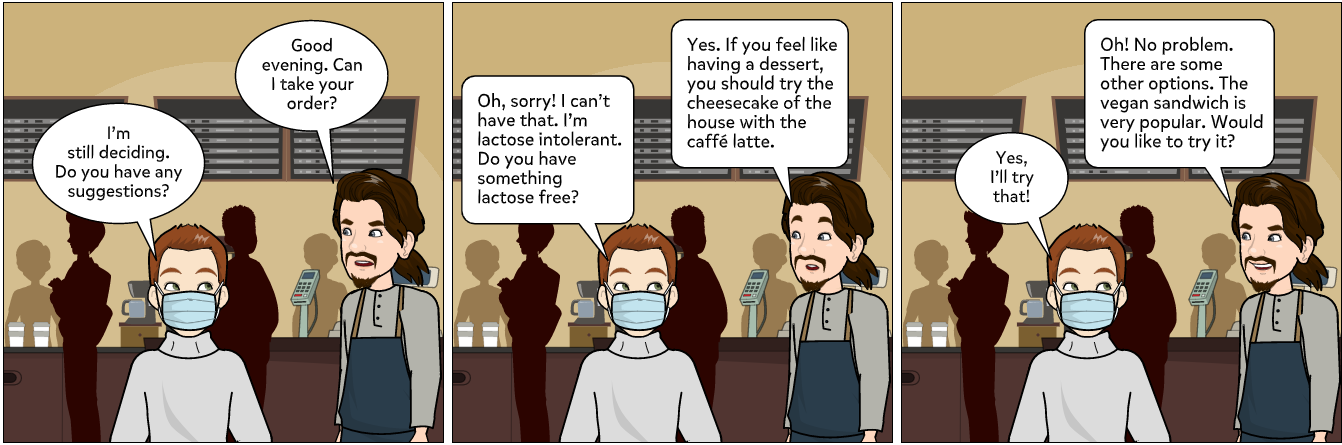 Good
evening. Can
I take your
order?
I'm
still deciding.
Do you have any
suggestions?
Yes. If you feel like
having a dessert,
you should try the
cheesecake of the
house with the
caffé latte.
Oh, sorry! I can't
have that. I'm
lactose intolerant.
Do you have
something
lactose free?
Oh! No problem.
There are some
other options. The
vegan sandwich is
very popular. Would
you like to try it?
Yes,
I'll try
that!